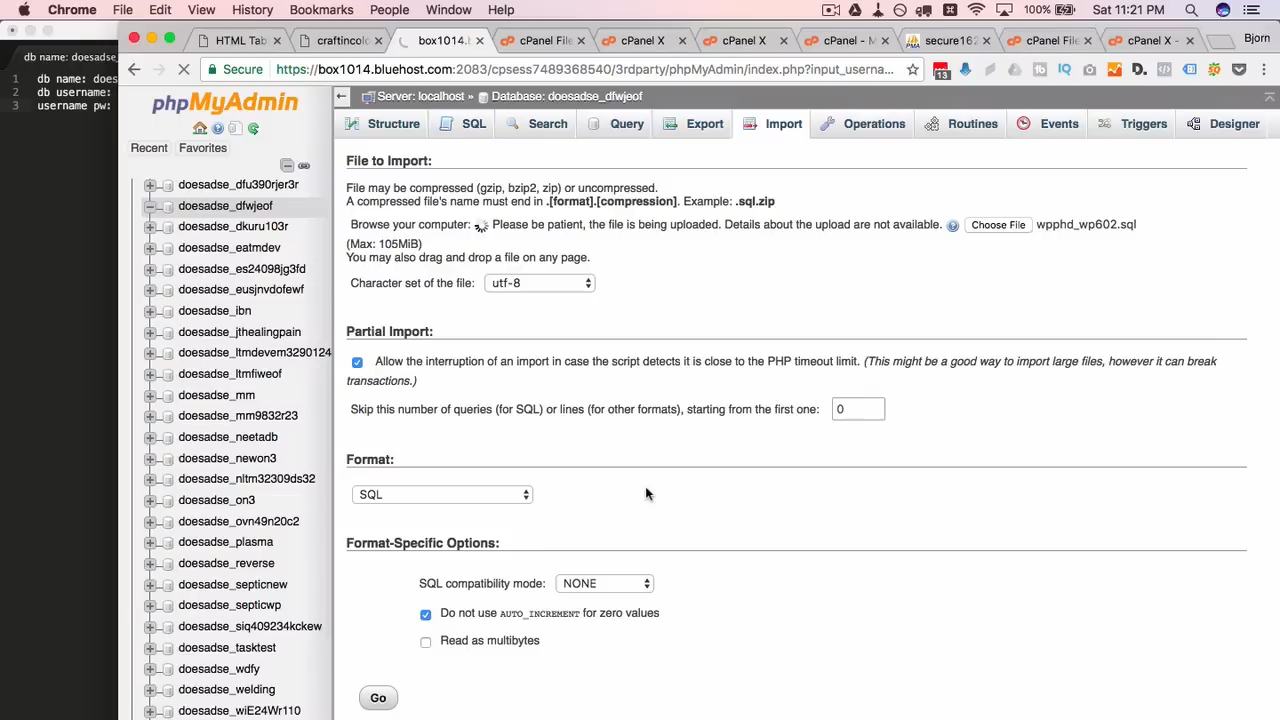 Chrome File Edit View History Bookmarks People Window Help 100% Sat 11:21 PM
HTML Tab craftincol box1014.b cPanel File cPanel X cPanel X cPanel - M secure162 cPanel File cPanel X - Bjorn
Secure https://box1014.bluehost.com:2083/cpsess7489368540/3rdparty/phpMyAdmin/index.php?input_userna... 13 IQ D.
db name: doesadse_
1 db name: does
2 db username:
3 username pw:
phpMyAdmin
Recent Favorites
doesadse_dfu390rjer3r
doesadse_dfwjeof
doesadse_dkuru103r
doesadse_eatmdev
doesadse_es24098jg3fd
doesadse_eusjnvdofewf
doesadse_ibn
doesadse_jthealingpain
doesadse_ltmdevem3290124
doesadse_ltmfiweof
doesadse_mm
doesadse_mm9832r23
doesadse_neetadb
doesadse_newon3
doesadse_nltm32309ds32
doesadse_on3
doesadse_ovn49n20c2
doesadse_plasma
doesadse_reverse
doesadse_septicnew
doesadse_septicwp
doesadse_siq409234kckew
doesadse_tasktest
doesadse_wdfy
doesadse_welding
doesadse_wiE24Wr110
Server: localhost » Database: doesadse_dfwjeof
Structure SQL Search Query Export Import Operations Routines Events Triggers Designer
File to Import:
File may be compressed (gzip, bzip2, zip) or uncompressed.
A compressed file's name must end in .[format].[compression]. Example: .sql.zip
Browse your computer: Please be patient, the file is being uploaded. Details about the upload are not available. Choose File wpphd_wp602.sql
(Max: 105MiB)
You may also drag and drop a file on any page.
Character set of the file: utf-8
Partial Import:
Allow the interruption of an import in case the script detects it is close to the PHP timeout limit. (This might be a good way to import large files, however it can break
transactions.)
Skip this number of queries (for SQL) or lines (for other formats), starting from the first one: 0
Format:
SQL
Format-Specific Options:
SQL compatibility mode: NONE
Do not use AUTO_INCREMENT for zero values
Read as multibytes
Go